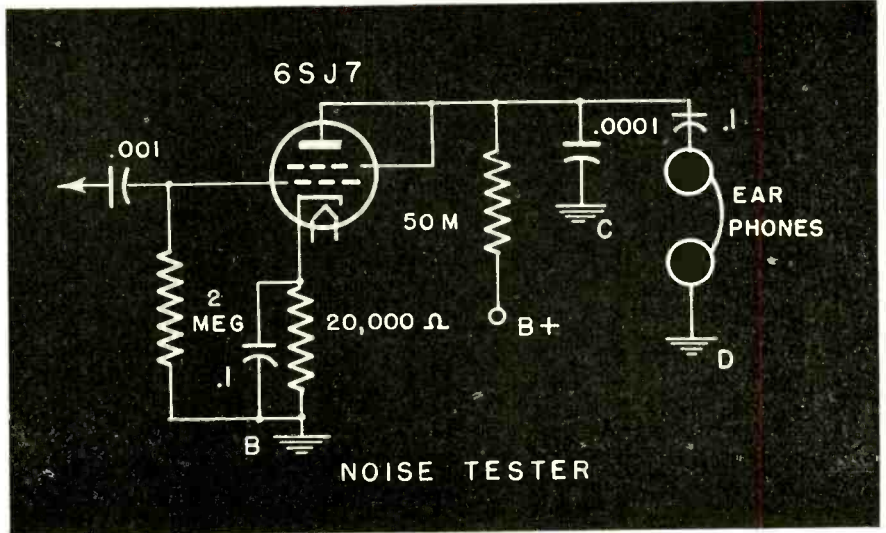 6SJ7
.001
.0001
.1
EAR
PHONES
50 M
C
2
MEG
20,000 Ω
B+
.1
D
B
NOISE TESTER